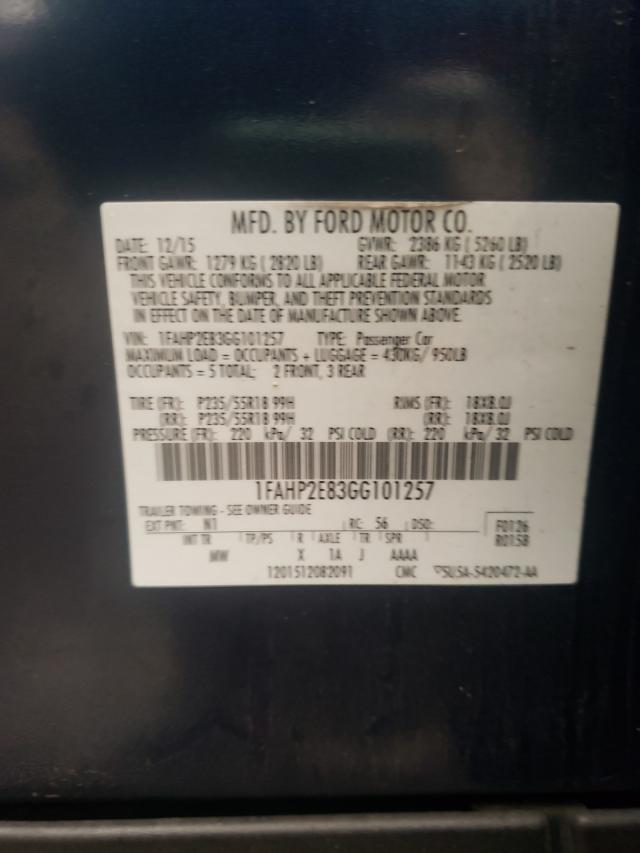 MFD. BY FORD MOTOR CO.
DATE: 12/15 GVWR: 2386 KG ( 5260 LB)
FRONT GAWR: 1279 KG ( 2820 LB) REAR GAWR: 1143 KG ( 2520 LB)
THIS VEHICLE CONFORMS TO ALL APPLICABLE FEDERAL MOTOR
VEHICLE SAFETY, BUMPER, AND THEFT PREVENTION STANDARDS
IN EFFECT ON THE DATE OF MANUFACTURE SHOWN ABOVE.
VIN: 1FAHP2E83GG101257 TYPE: Passenger Car
MAXIMUM LOAD = OCCUPANTS + LUGGAGE = 430KG/ 950LB
OCCUPANTS = 5 TOTAL; 2 FRONT, 3 REAR
TIRE (FR): P235/55R18 99H RIMS (FR): 18X8.0J
(RR): P235/55R18 99H (RR): 18X8.0J
PRESSURE (FR): 220 kPa/ 32 PSI COLD (RR): 220 kPa/ 32 PSI COLD
1FAHP2E83GG101257
TRAILER TOWING - SEE OWNER GUIDE
EXT PNT: N1 RC: 56 DSO: F0126
INT TR TP/PS R AXLE TR SPR R0158
MW X 1A J AAAA
1201512082091 CMC 5U5A-5420472-AA